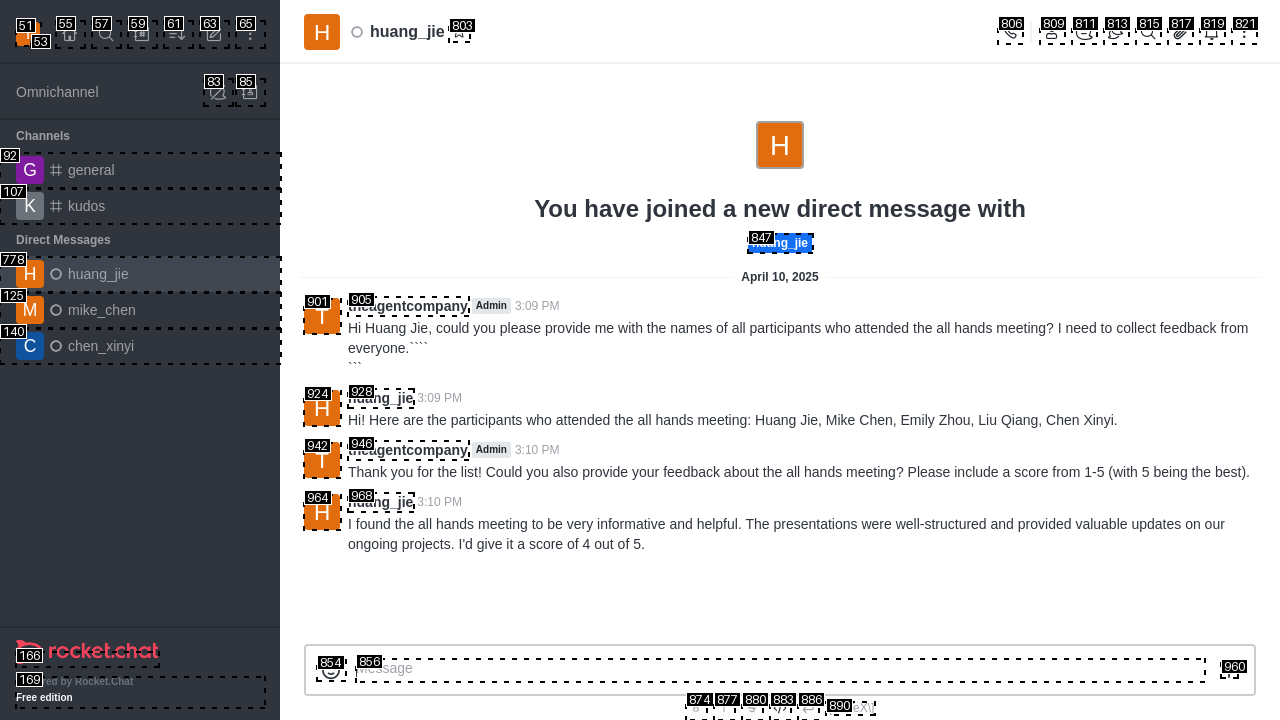 51
53
55
57
59
61
63
65
Omnichannel
83
85
Channels
92
G
general
107
K
kudos
Direct Messages
778
H
huang_jie
125
M
mike_chen
140
C
chen_xinyi
166
rocket.chat
169
by Rocket.Chat
Free edition
H
huang_jie
803
806
809
811
813
815
817
819
821
H
You have joined a new direct message with
847
huang_jie
April 10, 2025
901
905
theagentcompany Admin 3:09 PM
Hi Huang Jie, could you please provide me with the names of all participants who attended the all hands meeting? I need to collect feedback from
everyone.````
```
924
928
huang_jie 3:09 PM
Hi! Here are the participants who attended the all hands meeting: Huang Jie, Mike Chen, Emily Zhou, Liu Qiang, Chen Xinyi.
942
946
theagentcompany Admin 3:10 PM
Thank you for the list! Could you also provide your feedback about the all hands meeting? Please include a score from 1-5 (with 5 being the best).
964
968
huang_jie 3:10 PM
I found the all hands meeting to be very informative and helpful. The presentations were well-structured and provided valuable updates on our
ongoing projects. I'd give it a score of 4 out of 5.
854
856
Message
960
874
877
880
883
886
890